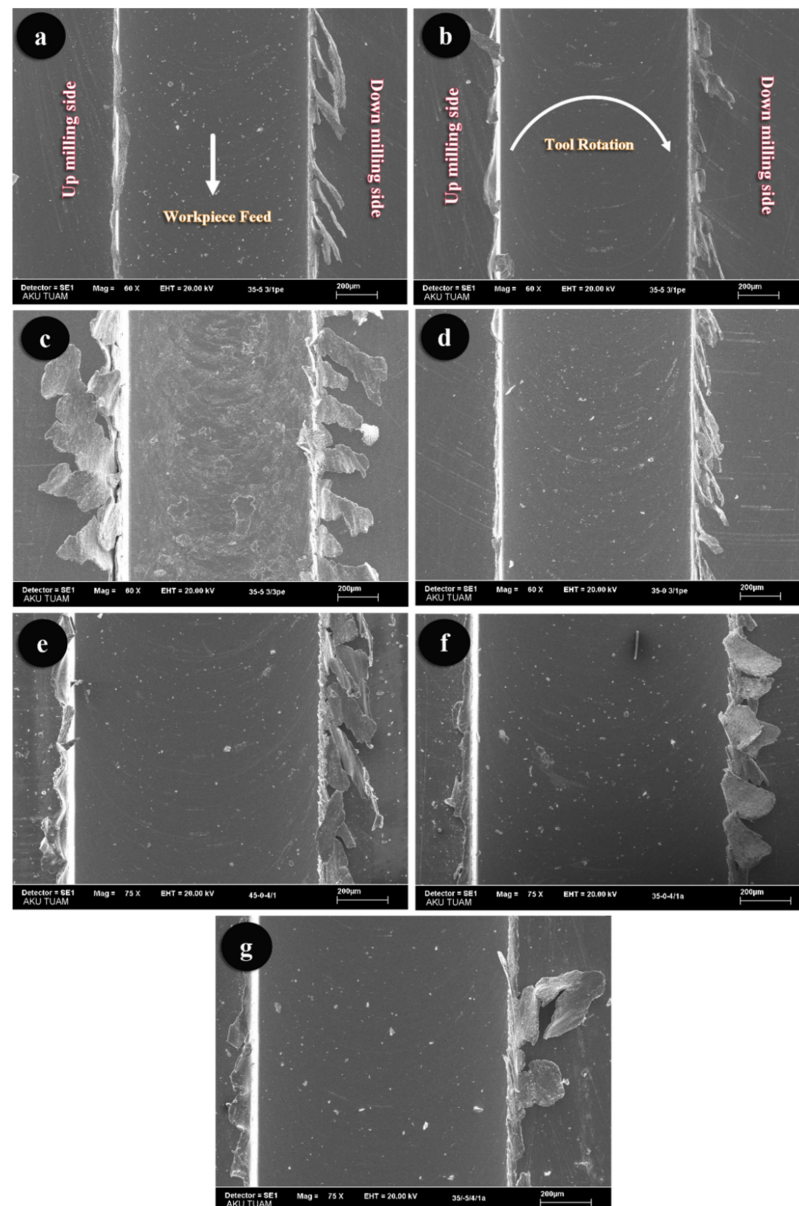 a
Up milling side
Workpiece Feed
Down milling side
Detector = SE1 Mag = 60 X EHT = 20.00 kV 35-5 3/1pe 200µm
AKU TUAM
b
Up milling side
Tool Rotation
Down milling side
Detector = SE1 Mag = 60 X EHT = 20.00 kV 35-5 3/1pe 200µm
AKU TUAM
c
Detector = SE1 Mag = 60 X EHT = 20.00 kV 35-5 3/3pe 200µm
AKU TUAM
d
Detector = SE1 Mag = 60 X EHT = 20.00 kV 35-0 3/1pe 200µm
AKU TUAM
e
Detector = SE1 Mag = 75 X EHT = 20.00 kV 45-0-4/1 200µm
AKU TUAM
f
Detector = SE1 Mag = 75 X EHT = 20.00 kV 35-0-4/1a 200µm
AKU TUAM
g
Detector = SE1 Mag = 75 X EHT = 20.00 kV 35/-5/4/1a 200µm
AKU TUAM